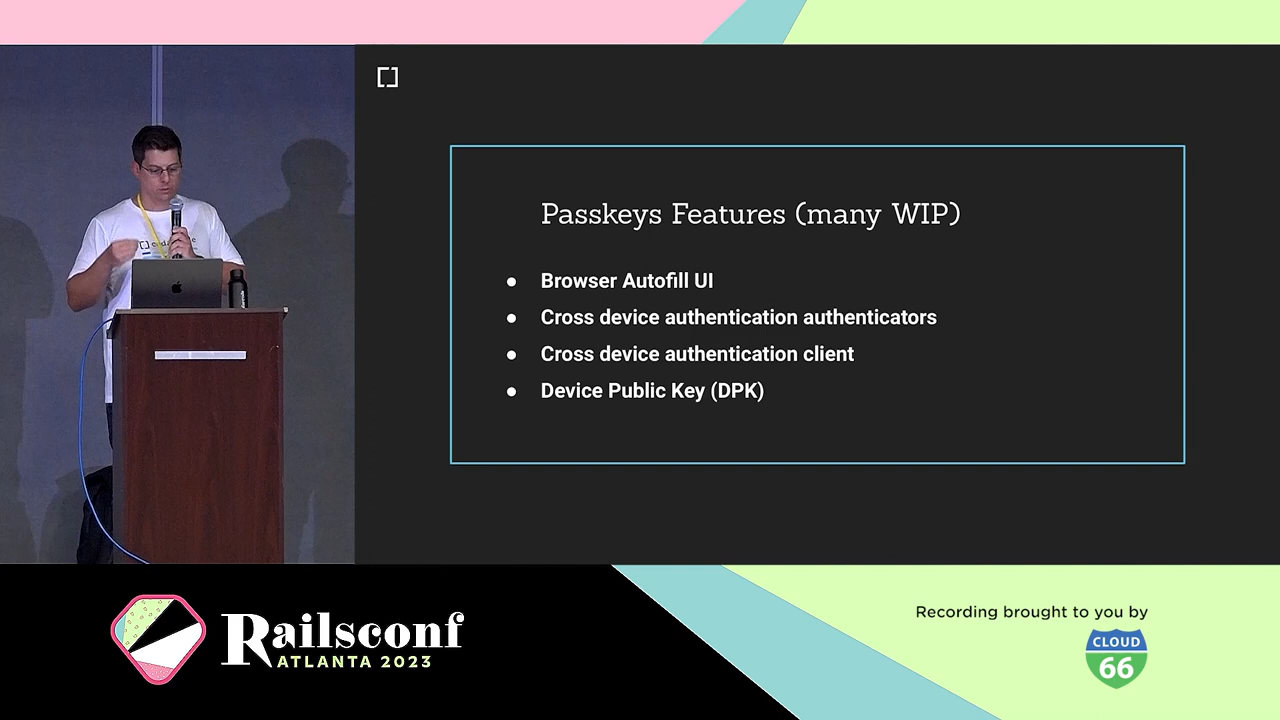 Passkeys Features (many WIP)
● Browser Autofill UI
● Cross device authentication authenticators
● Cross device authentication client
● Device Public Key (DPK)
Railsconf
ATLANTA 2023
Recording brought to you by
CLOUD
66